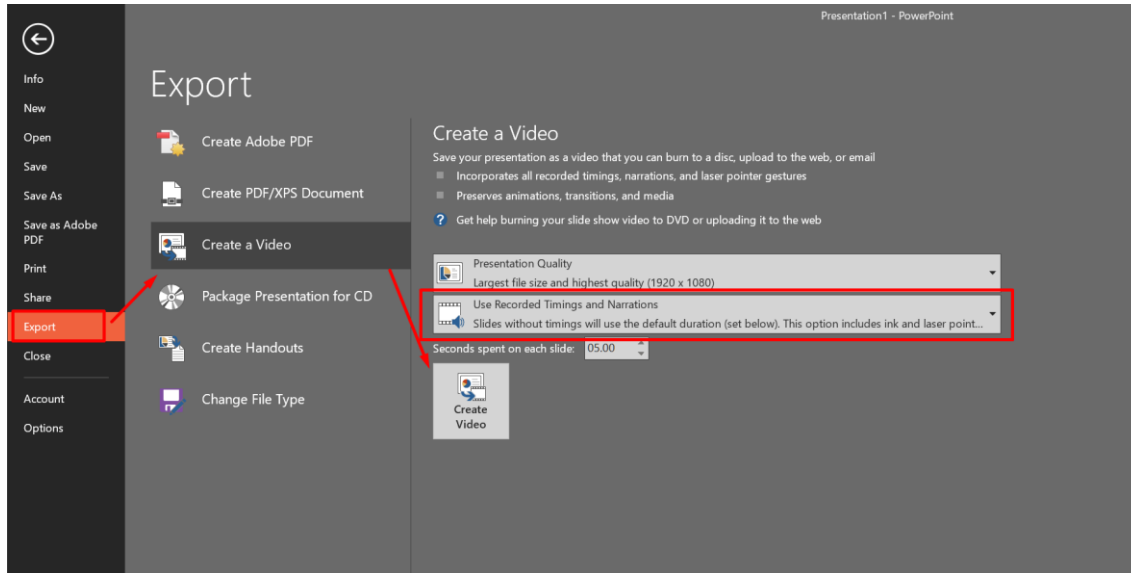 Presentation1 - PowerPoint
Info
New
Open
Save
Save As
Save as Adobe
PDF
Print
Share
Export
Close
Account
Options
Export
Create Adobe PDF
Create PDF/XPS Document
Create a Video
Package Presentation for CD
Create Handouts
Change File Type
Create a Video
Save your presentation as a video that you can burn to a disc, upload to the web, or email
Incorporates all recorded timings, narrations, and laser pointer gestures
Preserves animations, transitions, and media
? Get help burning your slide show video to DVD or uploading it to the web
Presentation Quality
Largest file size and highest quality (1920 x 1080)
Use Recorded Timings and Narrations
Slides without timings will use the default duration (set below). This option includes ink and laser point...
Seconds spent on each slide: 05.00
Create
Video